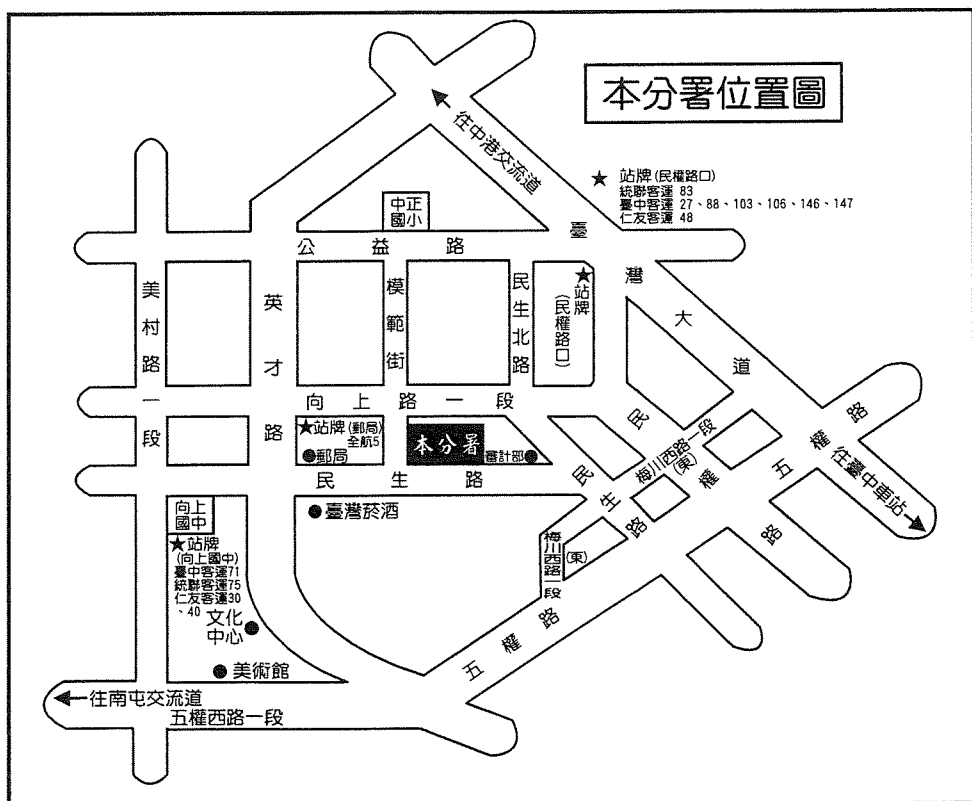 本分署位置圖
往中港交流道
★ 站牌(民權路口)
統聯客運 83
臺中客運 27、88、103、106、146、147
仁友客運 48
中正
國小
公益路
臺灣大道
美村路一段
英才路
模範街
民生北路
★站牌
(民權路口)
向上路一段
★站牌(郵局)
全航5
●郵局
本分署
審計部●
民生路
民權路
梅川西路一段
(東)
五權路
往臺中車站
民生路
向上
國中
★站牌
(向上國中)
臺中客運71
統聯客運75
仁友客運30
、40
●臺灣菸酒
梅川西路一段
(東)
文化
中心●
●美術館
五權路
往南屯交流道
五權西路一段